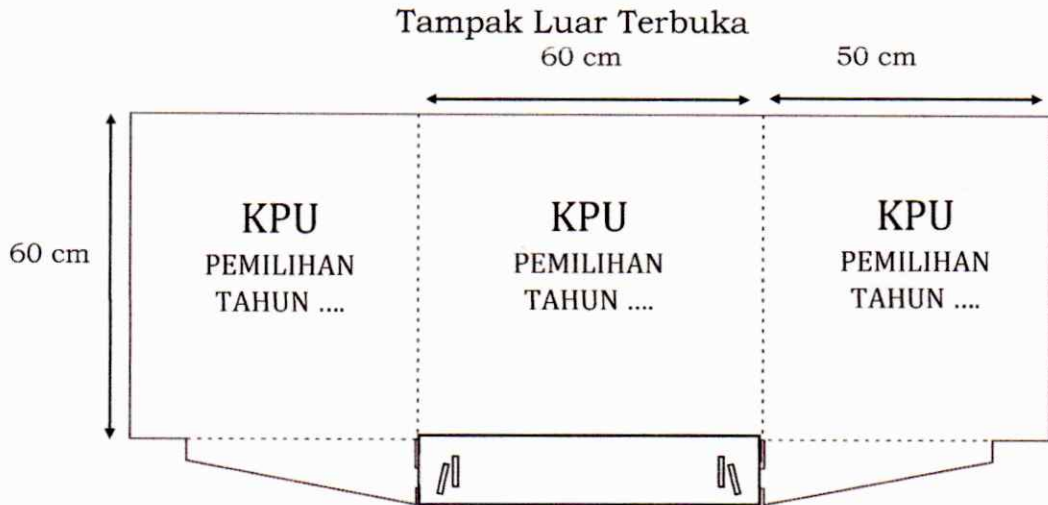 Tampak Luar Terbuka
60 cm
50 cm
60 cm
KPU
PEMILIHAN
TAHUN ....
KPU
PEMILIHAN
TAHUN ....
KPU
PEMILIHAN
TAHUN ....